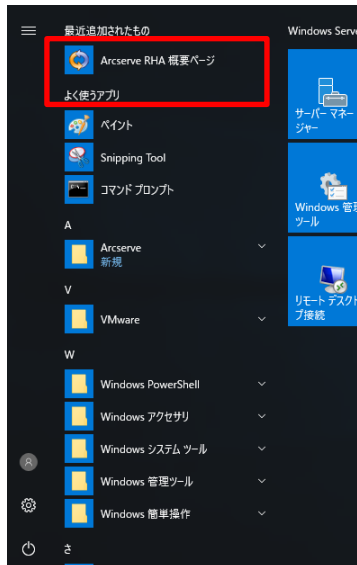 最近追加されたもの
Arcserve RHA 概要ページ
よく使うアプリ
ペイント
Snipping Tool
コマンド プロンプト
A
Arcserve
新規
V
VMware
W
Windows PowerShell
Windows アクセサリ
Windows システム ツール
Windows 管理ツール
Windows 簡単操作
さ
Windows Serve
サーバー マネー
ジャー
Windows 管理
ツール
リモート デスクト
プ接続